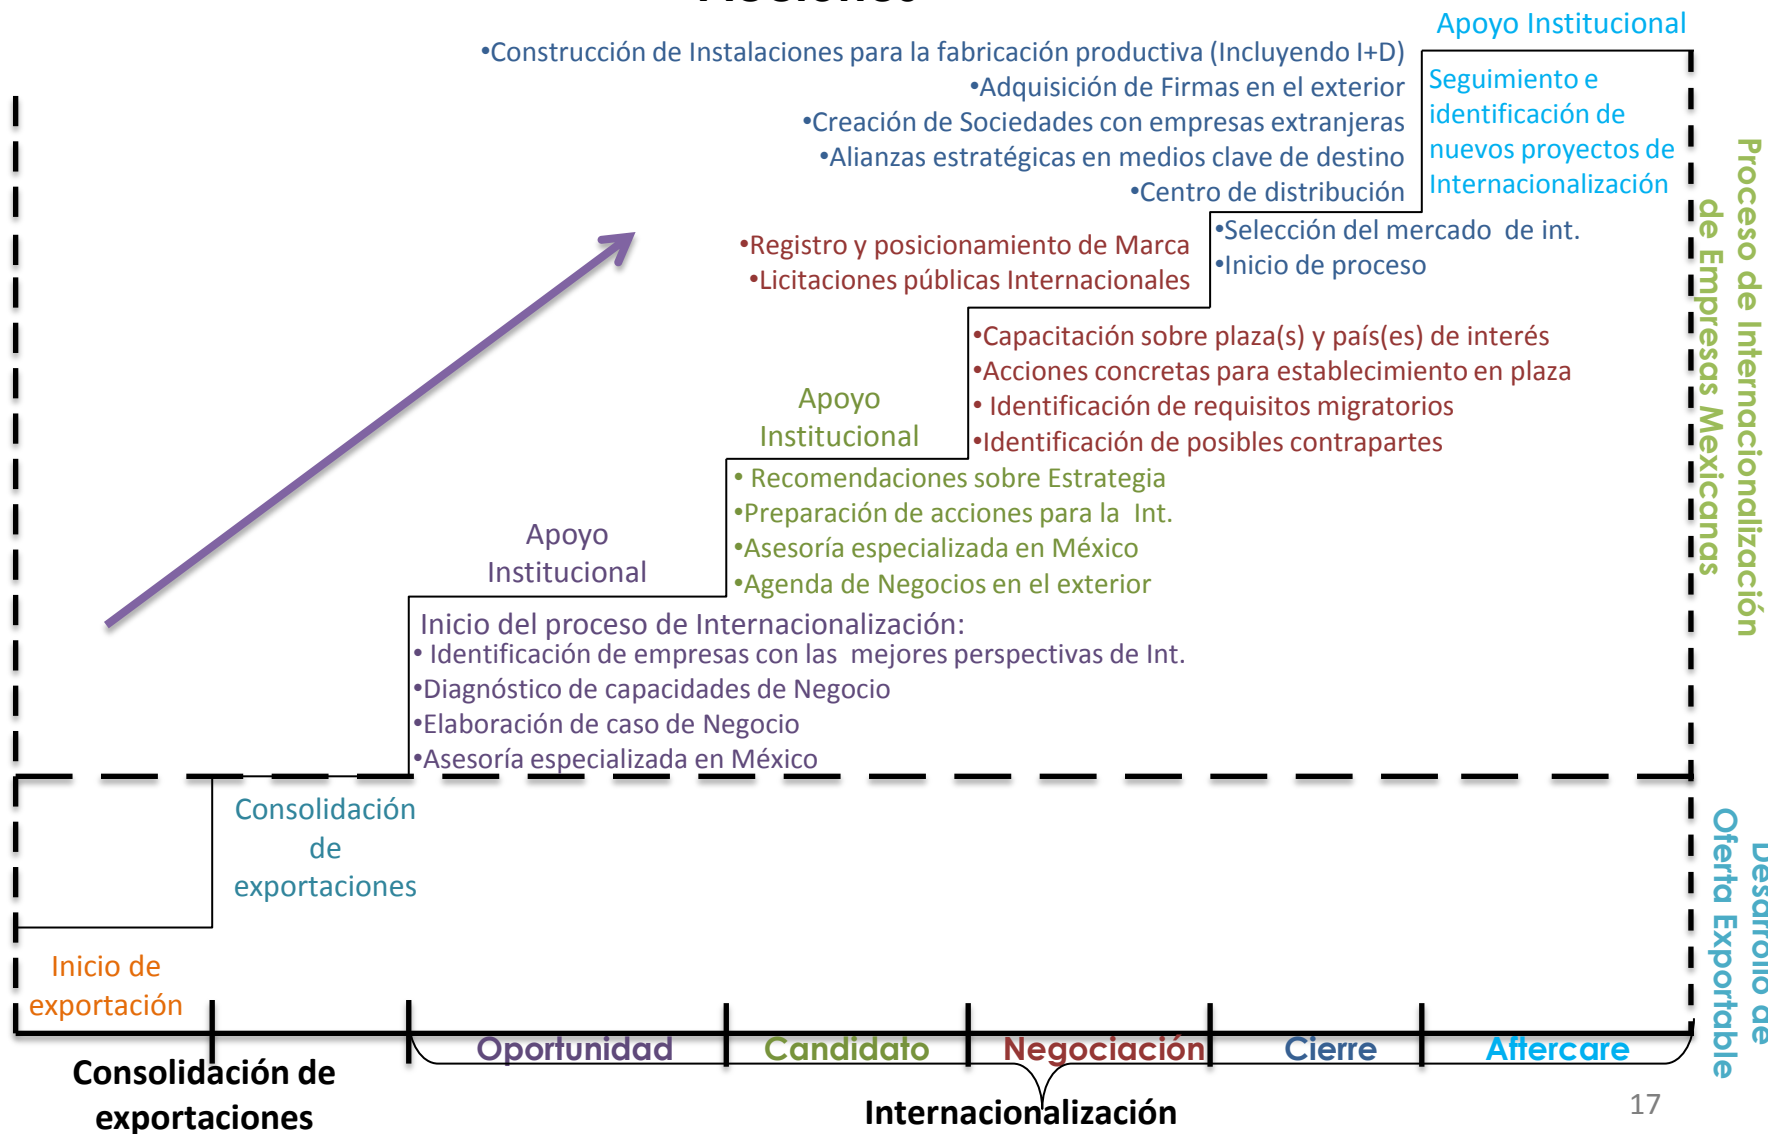 Apoyo Institucional
•Construcción de Instalaciones para la fabricación productiva (Incluyendo I+D)
•Adquisición de Firmas en el exterior
•Creación de Sociedades con empresas extranjeras
•Alianzas estratégicas en medios clave de destino
•Centro de distribución
Seguimiento e
identificación de
nuevos proyectos de
Internacionalización
•Registro y posicionamiento de Marca
•Licitaciones públicas Internacionales
•Selección del mercado de int.
•Inicio de proceso
•Capacitación sobre plaza(s) y país(es) de interés
•Acciones concretas para establecimiento en plaza
• Identificación de requisitos migratorios
•Identificación de posibles contrapartes
Apoyo
Institucional
• Recomendaciones sobre Estrategia
•Preparación de acciones para la Int.
•Asesoría especializada en México
•Agenda de Negocios en el exterior
Apoyo
Institucional
Inicio del proceso de Internacionalización:
• Identificación de empresas con las mejores perspectivas de Int.
•Diagnóstico de capacidades de Negocio
•Elaboración de caso de Negocio
•Asesoría especializada en México
Proceso de Internacionalización
de Empresas Mexicanas
Consolidación
de
exportaciones
Inicio de
exportación
Desarrollo de
Oferta Exportable
Oportunidad
Candidato
Negociación
Cierre
Aftercare
Consolidación de
exportaciones
Internacionalización
17